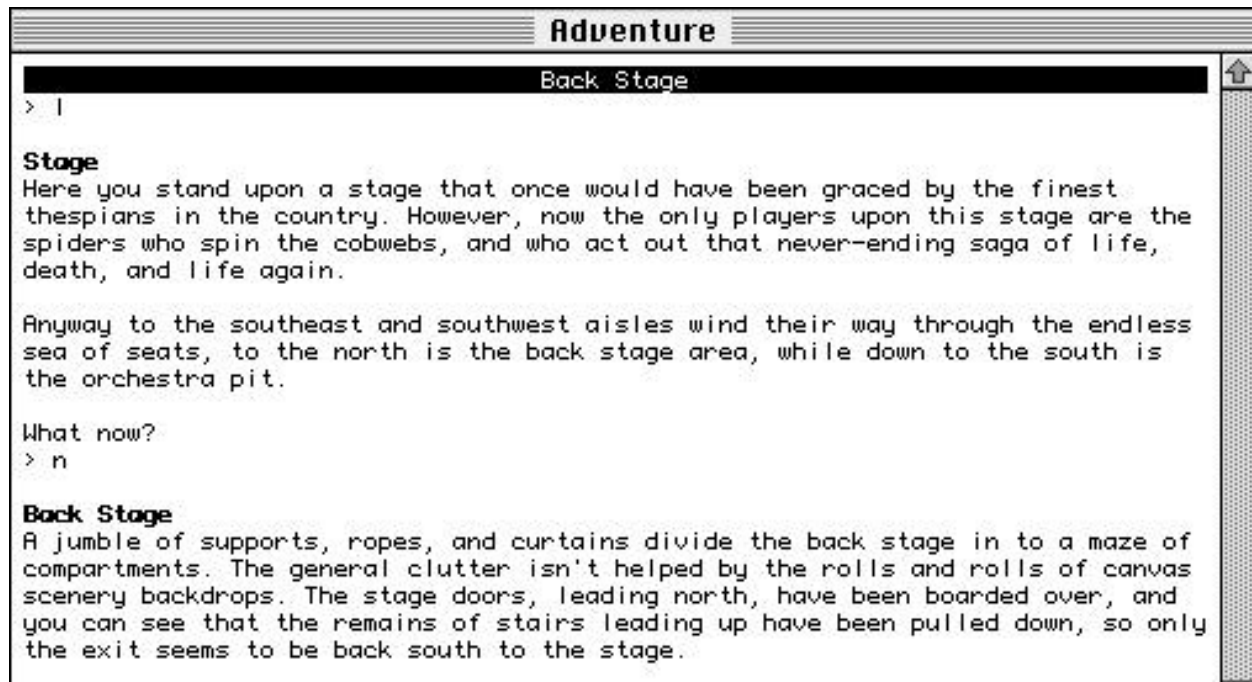 Adventure
Back Stage
> l
Stage
Here you stand upon a stage that once would have been graced by the finest
thespians in the country. However, now the only players upon this stage are the
spiders who spin the cobwebs, and who act out that never-ending saga of life,
death, and life again.
Anyway to the southeast and southwest aisles wind their way through the endless
sea of seats, to the north is the back stage area, while down to the south is
the orchestra pit.
What now?
> n
Back Stage
A jumble of supports, ropes, and curtains divide the back stage in to a maze of
compartments. The general clutter isn't helped by the rolls and rolls of canvas
scenery backdrops. The stage doors, leading north, have been boarded over, and
you can see that the remains of stairs leading up have been pulled down, so only
the exit seems to be back south to the stage.